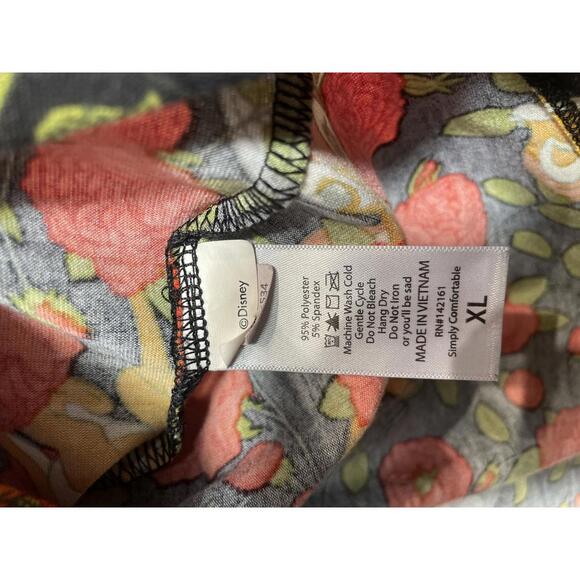 ©Disney
S34
95% Polyester
5% Spandex
Machine Wash Cold
Gentle Cycle
Do Not Bleach
Hang Dry
Do Not Iron
or you'll be sad
MADE IN VIETNAM
RN#142161
Simply Comfortable
XL